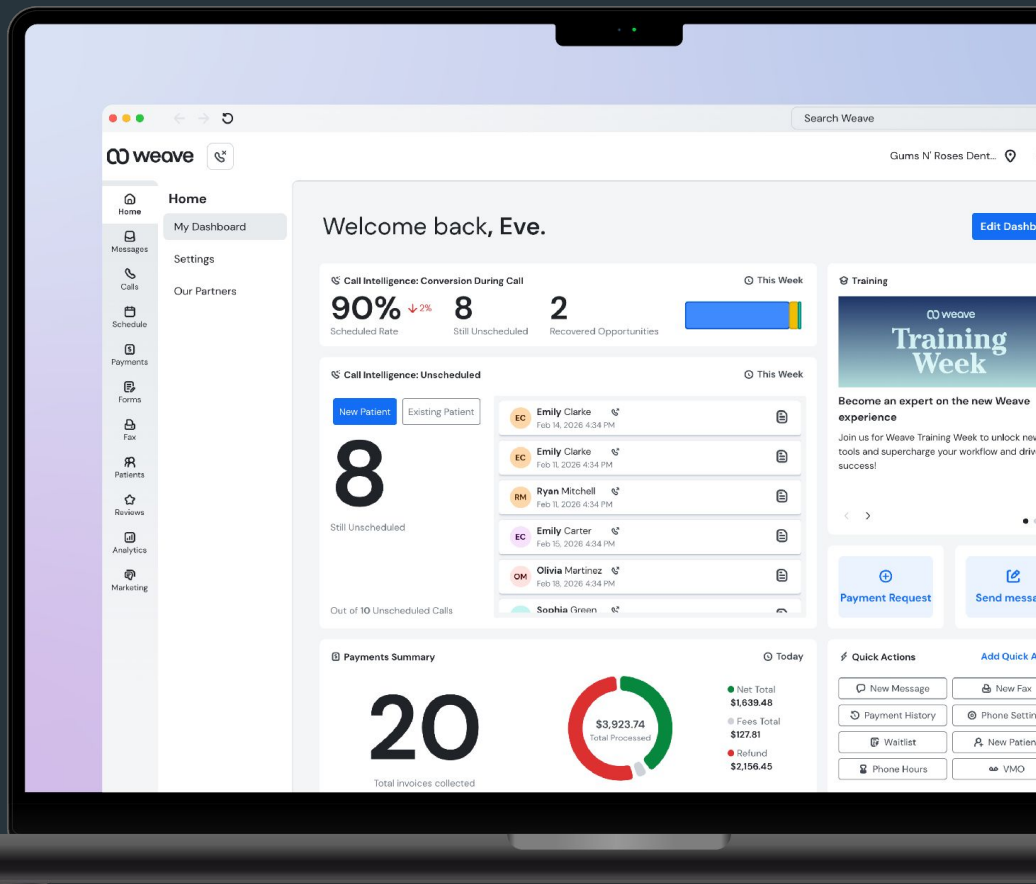 Search Weave
weave
Gums N' Roses Dent...
Home
Messages
Calls
Schedule
Payments
Forms
Fax
Patients
Reviews
Analytics
Marketing
Home
My Dashboard
Settings
Our Partners
Welcome back, Eve.
Edit Dashb
Call Intelligence: Conversion During Call
This Week
90% 2% 8 2
Scheduled Rate Still Unscheduled Recovered Opportunities
Call Intelligence: Unscheduled
This Week
New Patient Existing Patient
8
Still Unscheduled
Out of 10 Unscheduled Calls
EC Emily Clarke
Feb 14, 2026 4:34 PM
EC Emily Clarke
Feb 11, 2026 4:34 PM
RM Ryan Mitchell
Feb 11, 2026 4:34 PM
EC Emily Carter
Feb 15, 2026 4:34 PM
OM Olivia Martinez
Feb 18, 2026 4:34 PM
Sophia Green
Payments Summary
Today
20
Total invoices collected
$3,923.74
Total Processed
Net Total
$1,639.48
Fees Total
$127.81
Refund
$2,156.45
Training
weave
Training
Week
Become an expert on the new Weave
experience
Join us for Weave Training Week to unlock new
tools and supercharge your workflow and driv
success!
Payment Request
Send messa
Quick Actions
Add Quick A
New Message New Fax
Payment History Phone Settin
Waitlist New Patien
Phone Hours VMO